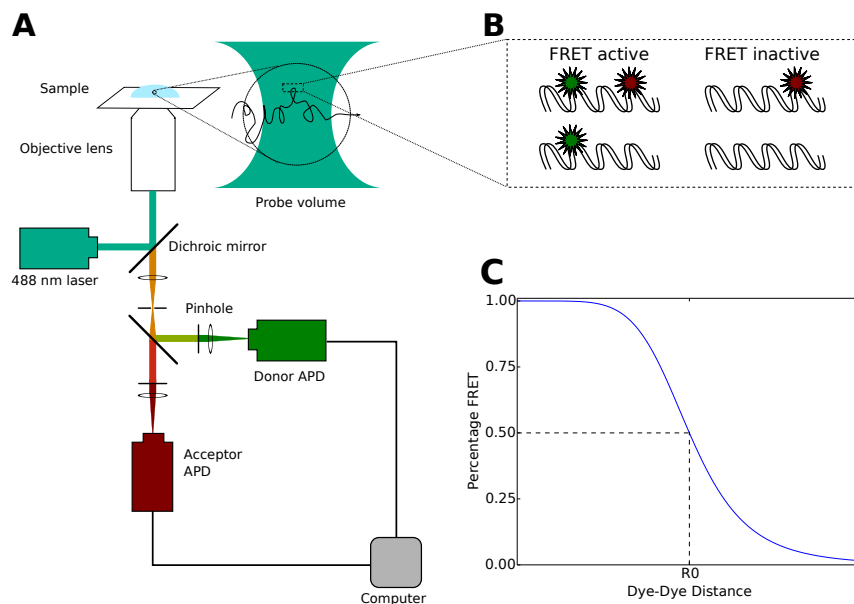 A
Sample
Objective lens
Probe volume
Dichroic mirror
488 nm laser
Pinhole
Donor APD
Acceptor
APD
Computer
B
FRET active
FRET inactive
C
1.00
0.75
0.50
0.25
0.00
Percentage FRET
R0
Dye-Dye Distance